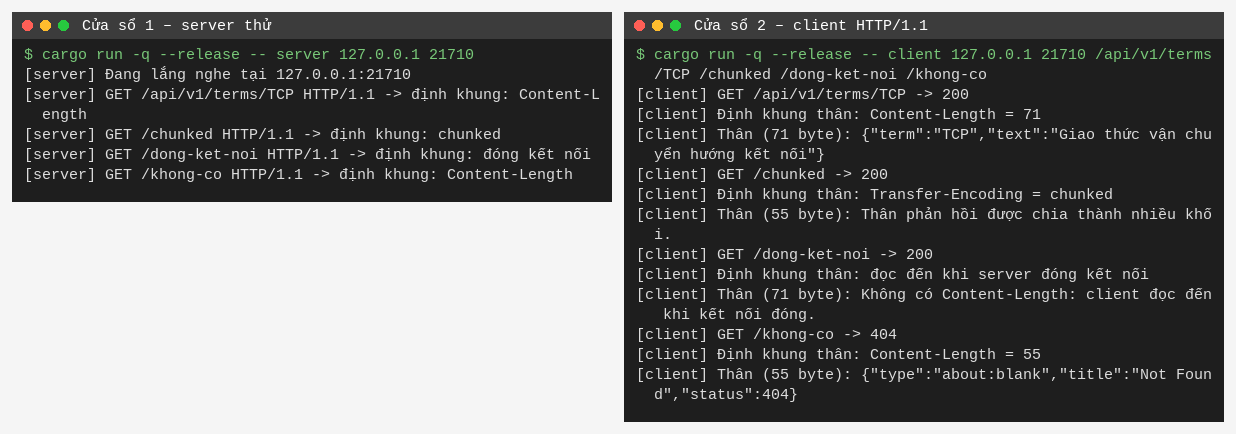 Cửa sổ 1 – server thử
$ cargo run -q --release -- server 127.0.0.1 21710
[server] Đang lắng nghe tại 127.0.0.1:21710
[server] GET /api/v1/terms/TCP HTTP/1.1 -> định khung: Content-L
ength
[server] GET /chunked HTTP/1.1 -> định khung: chunked
[server] GET /dong-ket-noi HTTP/1.1 -> định khung: đóng kết nối
[server] GET /khong-co HTTP/1.1 -> định khung: Content-Length
Cửa sổ 2 – client HTTP/1.1
$ cargo run -q --release -- client 127.0.0.1 21710 /api/v1/terms
/TCP /chunked /dong-ket-noi /khong-co
[client] GET /api/v1/terms/TCP -> 200
[client] Định khung thân: Content-Length = 71
[client] Thân (71 byte): {"term":"TCP","text":"Giao thức vận chu
yển hướng kết nối"}
[client] GET /chunked -> 200
[client] Định khung thân: Transfer-Encoding = chunked
[client] Thân (55 byte): Thân phản hồi được chia thành nhiều khố
i.
[client] GET /dong-ket-noi -> 200
[client] Định khung thân: đọc đến khi server đóng kết nối
[client] Thân (71 byte): Không có Content-Length: client đọc đến
khi kết nối đóng.
[client] GET /khong-co -> 404
[client] Định khung thân: Content-Length = 55
[client] Thân (55 byte): {"type":"about:blank","title":"Not Foun
d","status":404}